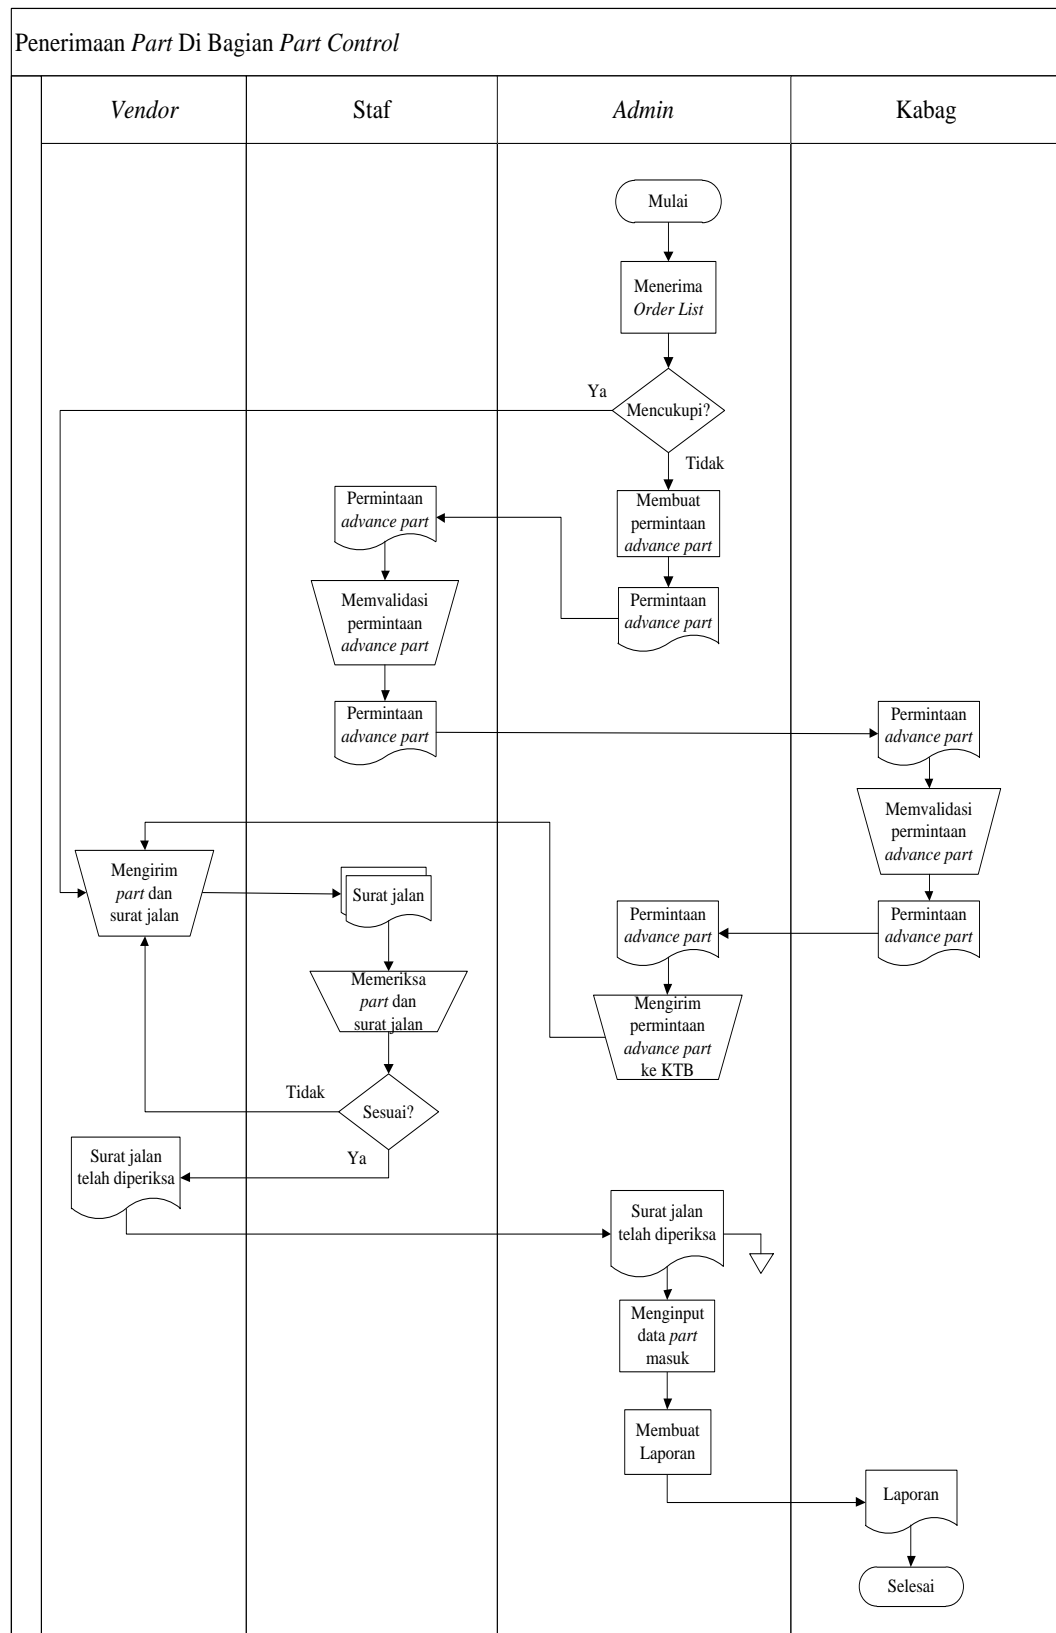 Penerimaan Part Di Bagian Part Control
Vendor
Staf
Admin
Kabag
Mulai
Menerima
Order List
Ya
Mencukupi?
Tidak
Membuat
permintaan
advance part
Permintaan
advance part
Permintaan
advance part
Memvalidasi
permintaan
advance part
Permintaan
advance part
Permintaan
advance part
Memvalidasi
permintaan
advance part
Permintaan
advance part
Permintaan
advance part
Mengirim
permintaan
advance part
ke KTB
Mengirim
part dan
surat jalan
Surat jalan
Memeriksa
part dan
surat jalan
Tidak
Sesuai?
Ya
Surat jalan
telah diperiksa
Surat jalan
telah diperiksa
Menginput
data part
masuk
Membuat
Laporan
Laporan
Selesai